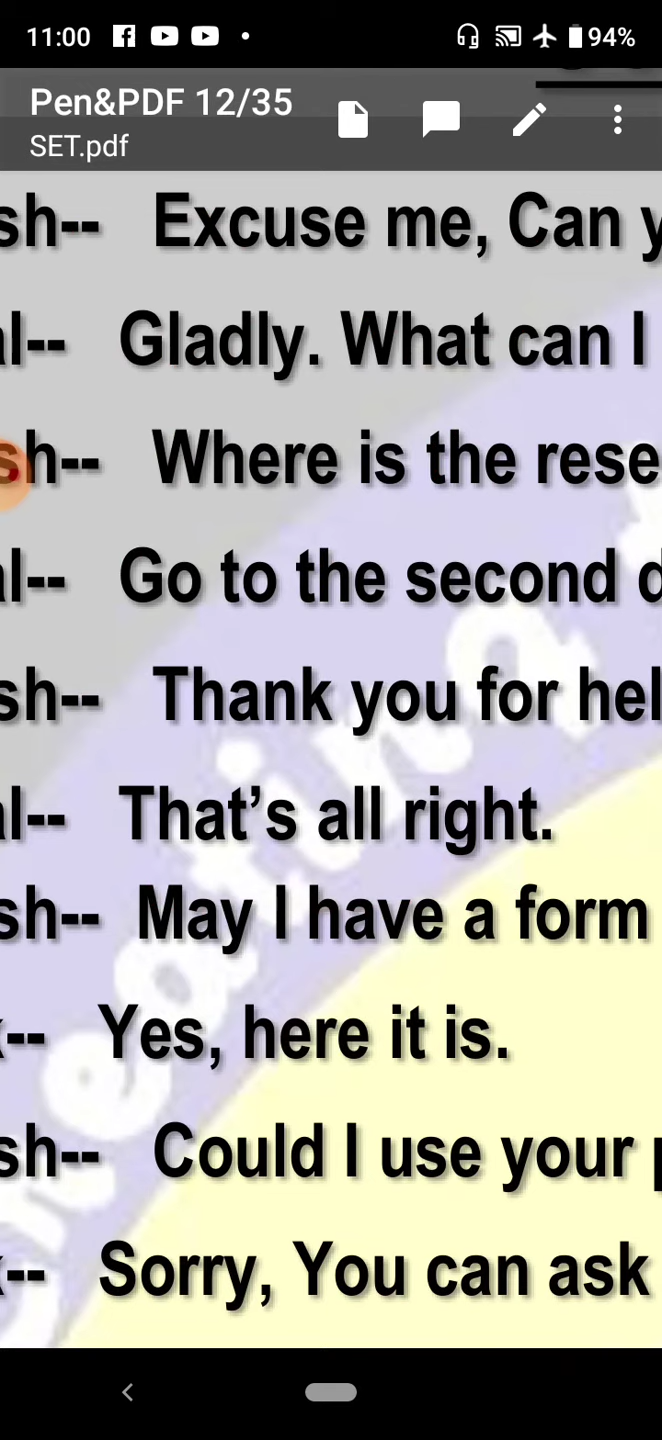 11:00 94%
Pen&PDF 12/35
SET.pdf
sh-- Excuse me, Can y
al-- Gladly. What can I
sh-- Where is the rese
al-- Go to the second d
sh-- Thank you for hel
al-- That's all right.
sh-- May I have a form
k-- Yes, here it is.
sh-- Could I use your p
k-- Sorry, You can ask